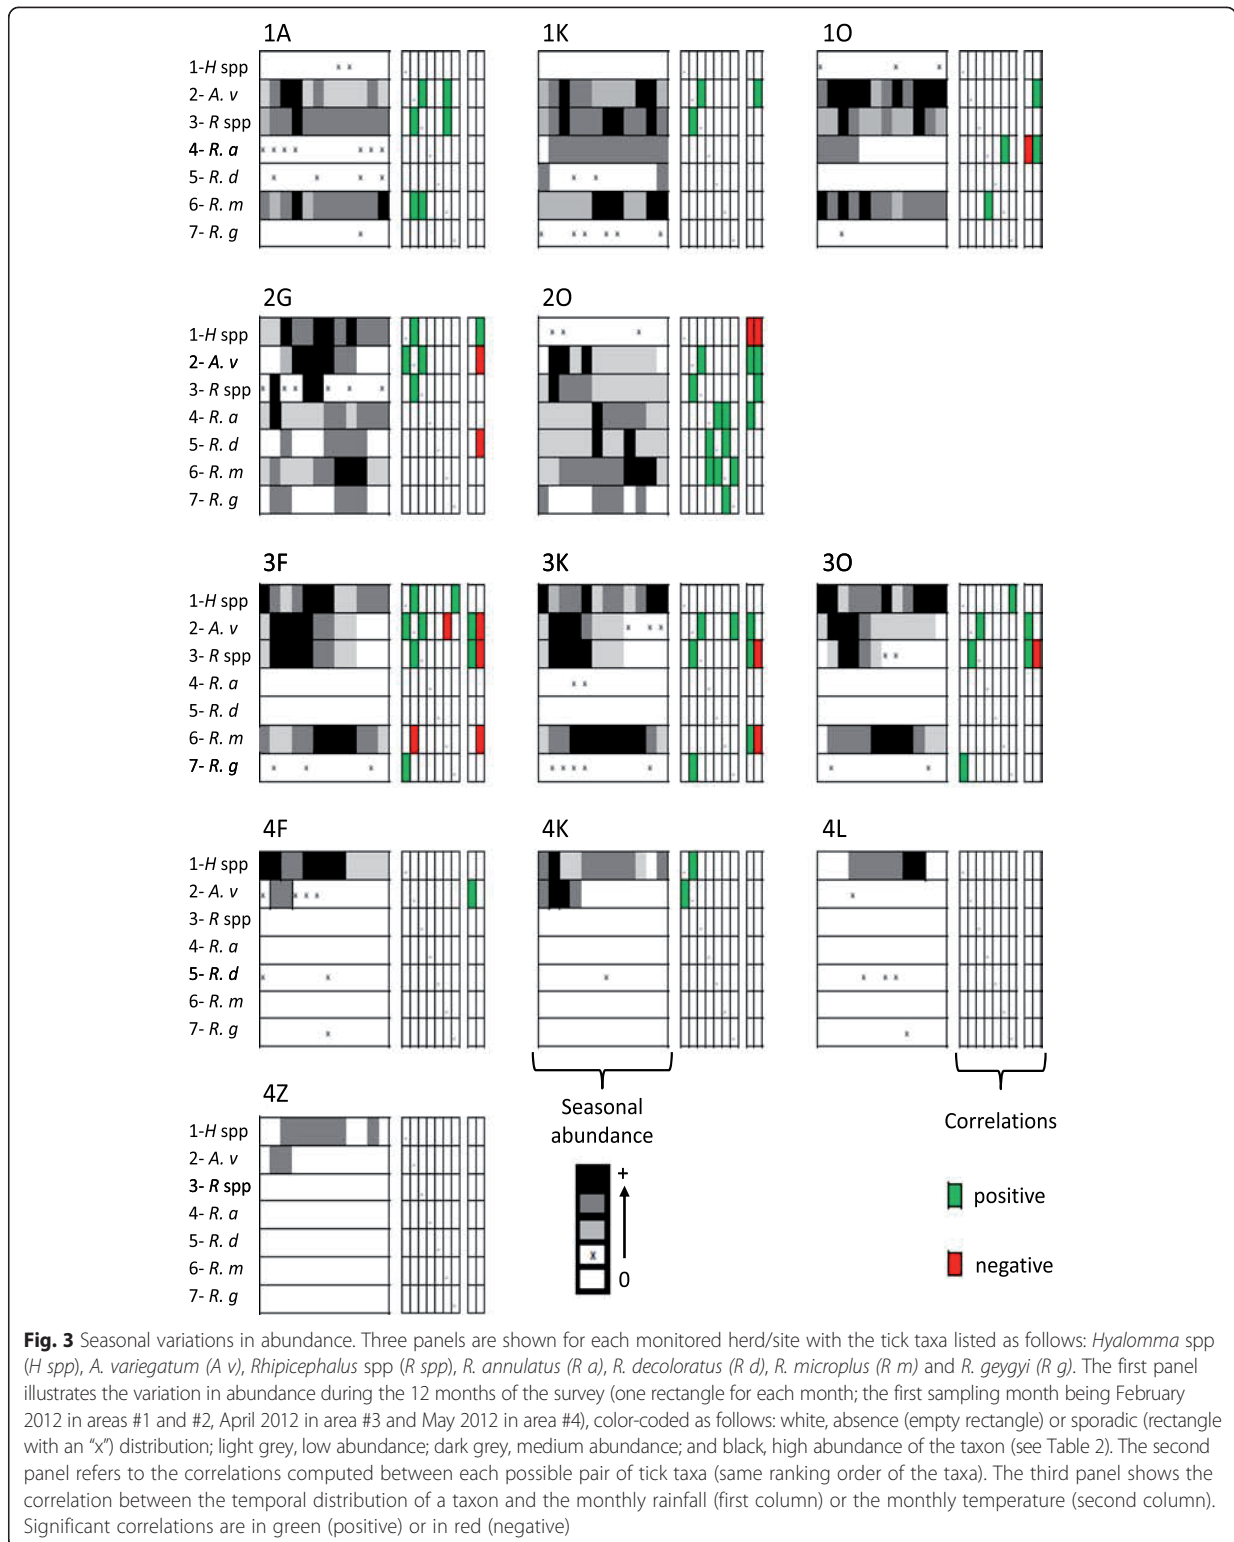 1A 1K 1O
1-H spp x x x x x
2- A. v
3- R spp
4- R. a x x x x x x x
5- R. d x x x x x x
6- R. m
7- R. g x x x x x x x x
2G 2O
1-H spp x x x
2- A. v
3- R spp x x x x x x
4- R. a
5- R. d
6- R. m
7- R. g
3F 3K 3O
1-H spp
2- A. v x x x
3- R spp x x
4- R. a x x
5- R. d
6- R. m
7- R. g x x x x x x x x x x
4F 4K 4L
1-H spp
2- A. v x x x x x
3- R spp
4- R. a
5- R. d x x x x x x
6- R. m
7- R. g x x
4Z
1-H spp
2- A. v
3- R spp
4- R. a
5- R. d
6- R. m
7- R. g
Seasonal
abundance
+
x
0
Correlations
positive
negative
Fig. 3 Seasonal variations in abundance. Three panels are shown for each monitored herd/site with the tick taxa listed as follows: Hyalomma spp
(H spp), A. variegatum (A v), Rhipicephalus spp (R spp), R. annulatus (R a), R. decoloratus (R d), R. microplus (R m) and R. geygyi (R g). The first panel
illustrates the variation in abundance during the 12 months of the survey (one rectangle for each month; the first sampling month being February
2012 in areas #1 and #2, April 2012 in area #3 and May 2012 in area #4), color-coded as follows: white, absence (empty rectangle) or sporadic (rectangle
with an “x”) distribution; light grey, low abundance; dark grey, medium abundance; and black, high abundance of the taxon (see Table 2). The second
panel refers to the correlations computed between each possible pair of tick taxa (same ranking order of the taxa). The third panel shows the
correlation between the temporal distribution of a taxon and the monthly rainfall (first column) or the monthly temperature (second column).
Significant correlations are in green (positive) or in red (negative)